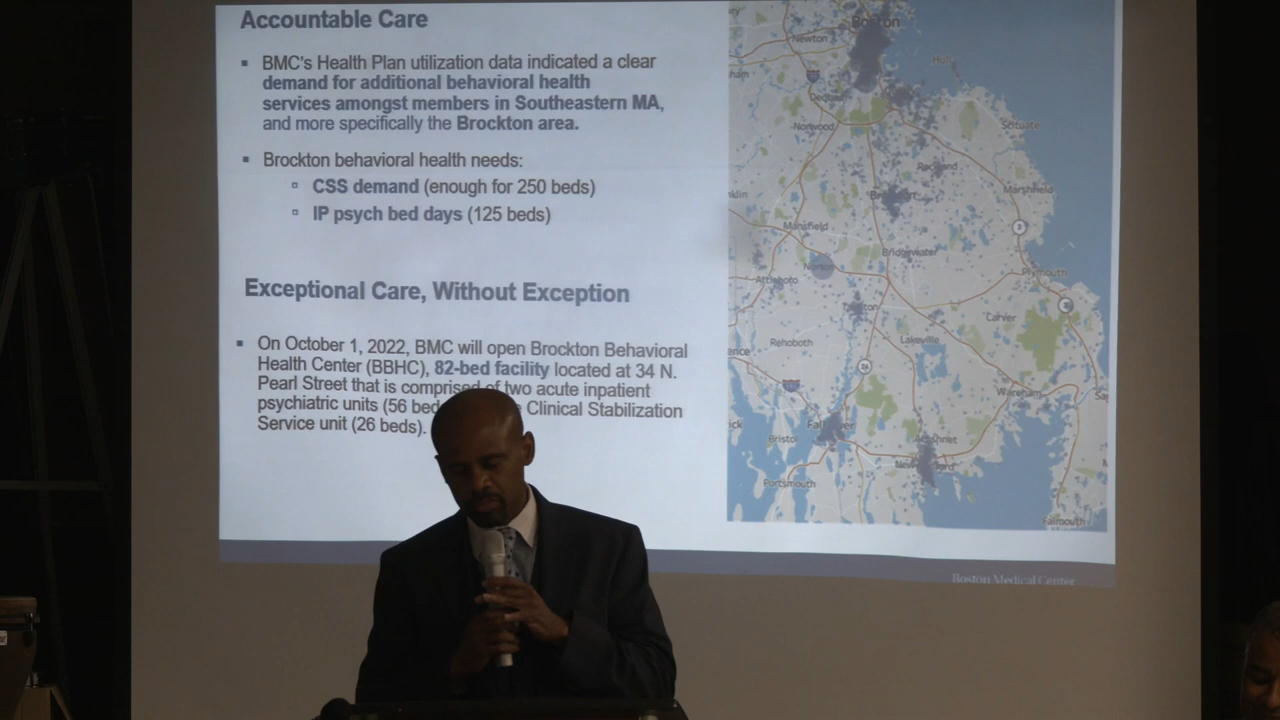 Accountable Care
▪ BMC's Health Plan utilization data indicated a clear
demand for additional behavioral health
services amongst members in Southeastern MA,
and more specifically the Brockton area.
▪ Brockton behavioral health needs:
▫ CSS demand (enough for 250 beds)
▫ IP psych bed days (125 beds)
Exceptional Care, Without Exception
▪ On October 1, 2022, BMC will open Brockton Behavioral
Health Center (BBHC), 82-bed facility located at 34 N.
Pearl Street that is comprised of two acute inpatient
psychiatric units (56 bed Clinical Stabilization
Service unit (26 beds).
Boston
Newton
Hull
Norwood
Scituate
Marshfield
Mansfield
Bridgewater
Norton
Plymouth
Attleboro
Carver
Rehoboth
Lakeville
Wareham
Bristol
Portsmouth
Falmouth
Boston Medical Center